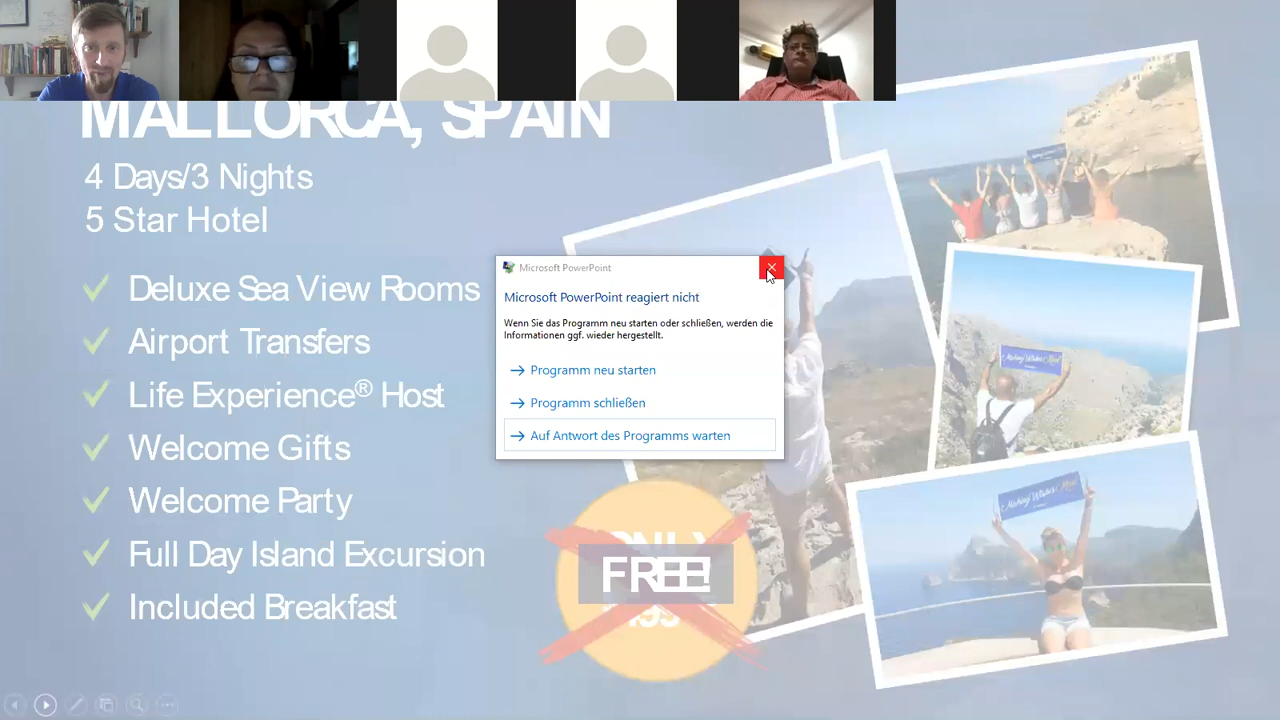 MALLORCA, SPAIN
4 Days/3 Nights
5 Star Hotel
Deluxe Sea View Rooms
Airport Transfers
Life Experience® Host
Welcome Gifts
Welcome Party
Full Day Island Excursion
Included Breakfast
Microsoft PowerPoint
Microsoft PowerPoint reagiert nicht
Wenn Sie das Programm neu starten oder schließen, werden die
Informationen ggf. wieder hergestellt.
Programm neu starten
Programm schließen
Auf Antwort des Programms warten
ONLY
FREE!